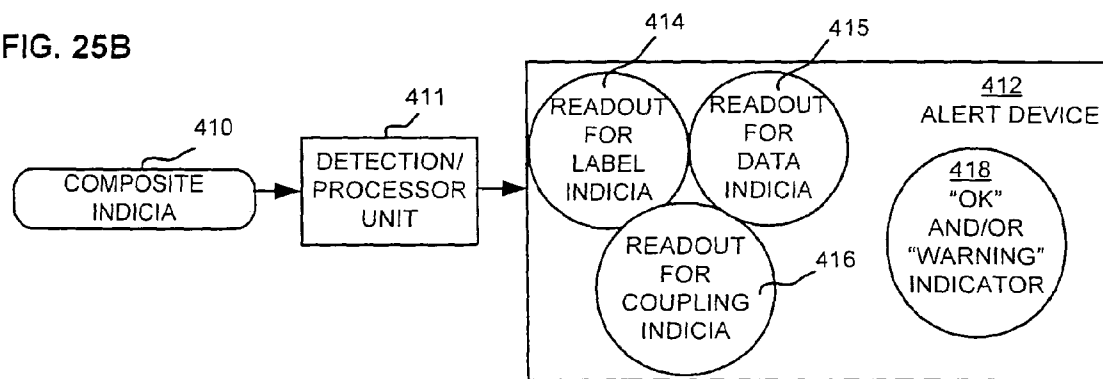 FIG. 25B
410
COMPOSITE
INDICIA
411
DETECTION/
PROCESSOR
UNIT
414
READOUT
FOR
LABEL
INDICIA
415
READOUT
FOR
DATA
INDICIA
READOUT
FOR
COUPLING
INDICIA
416
412
ALERT DEVICE
418
"OK"
AND/OR
"WARNING"
INDICATOR